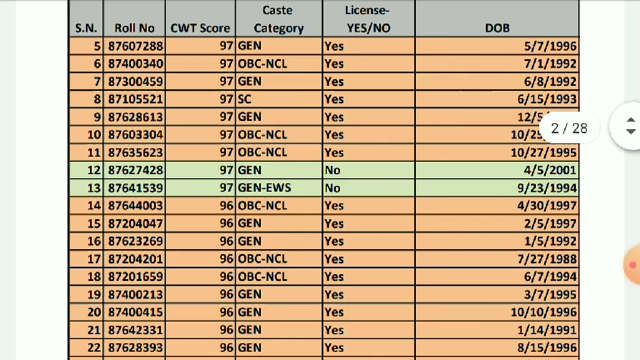 S.N. Roll No CWT Score Caste Category License-YES/NO DOB
5 87607288 97 GEN Yes 5/7/1996
6 87400340 97 OBC-NCL Yes 7/1/1992
7 87300459 97 GEN Yes 6/8/1992
8 87105521 97 SC Yes 6/15/1993
9 87628613 97 GEN Yes 12/5
10 87603304 97 OBC-NCL Yes 10/25
2 / 28
11 87635623 97 OBC-NCL Yes 10/27/1995
12 87627428 97 GEN No 4/5/2001
13 87641539 97 GEN-EWS No 9/23/1994
14 87644003 96 OBC-NCL Yes 4/30/1997
15 87204047 96 GEN Yes 2/5/1997
16 87623269 96 GEN Yes 1/5/1992
17 87204201 96 OBC-NCL Yes 7/27/1988
18 87201659 96 OBC-NCL Yes 6/7/1994
19 87400213 96 GEN Yes 3/7/1995
20 87400415 96 GEN Yes 10/10/1996
21 87642331 96 GEN Yes 1/14/1991
22 87628393 96 GEN Yes 8/15/1996